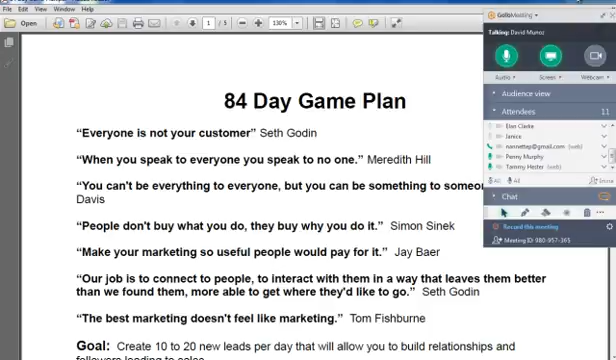 File Edit View Window Help
Open
1 / 5
130%
84 Day Game Plan
“Everyone is not your customer” Seth Godin
“When you speak to everyone you speak to no one.” Meredith Hill
“You can't be everything to everyone, but you can be something to someone
Davis
“People don't buy what you do, they buy why you do it.” Simon Sinek
“Make your marketing so useful people would pay for it.” Jay Baer
“Our job is to connect to people, to interact with them in a way that leaves them better
than we found them, more able to get where they'd like to go.” Seth Godin
“The best marketing doesn't feel like marketing.” Tom Fishburne
Goal: Create 10 to 20 new leads per day that will allow you to build relationships and
followers leading to sales
GoToMeeting
Talking: David Munoz
Audio
Screen
Webcam
Audience view
Attendees 11
Elan Clarke
Janice
nannettap@gmail.com (web)
Penny Murphy
Tammy Hester (web)
All
All
Invite
Chat
Record this meeting
Meeting ID: 980-957-365